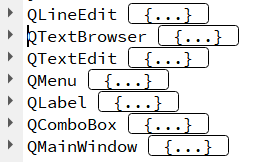 QLineEdit {...}
QTextBrowser {...}
QTextEdit {...}
QMenu {...}
QLabel {...}
QComboBox {...}
QMainWindow {...}